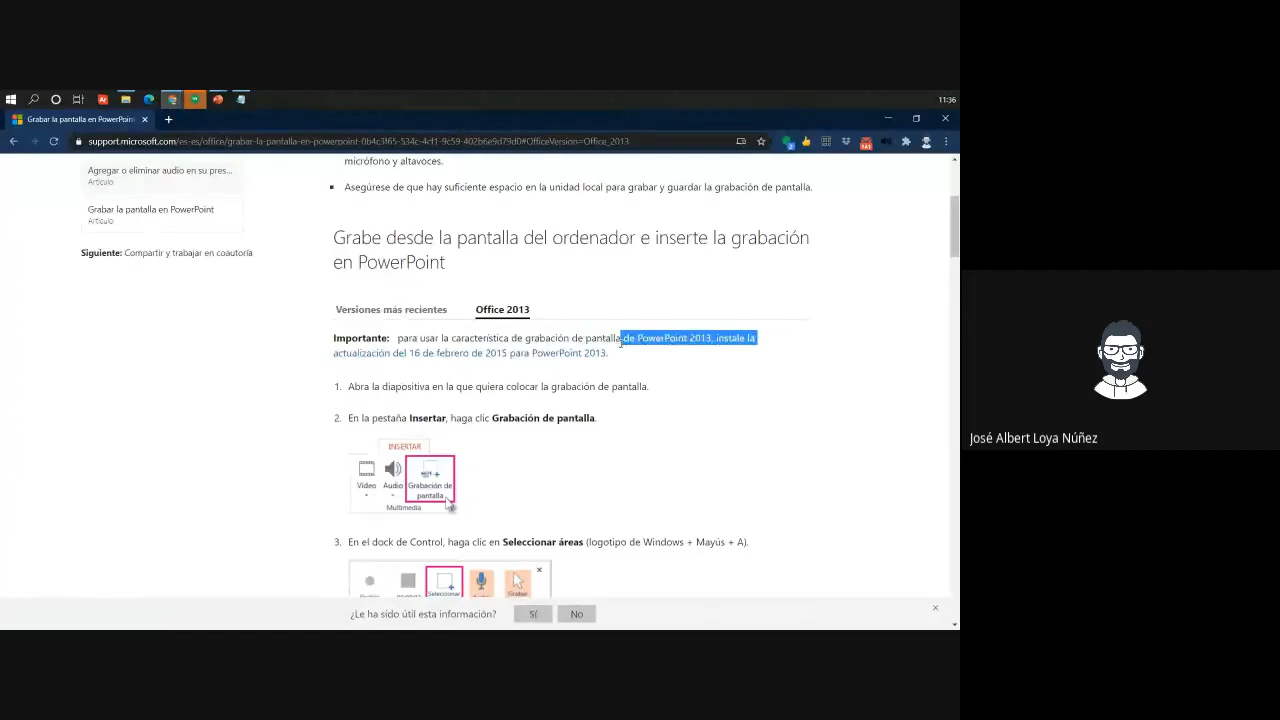 11:36
Grabar la pantalla en PowerPoint
support.microsoft.com/es-es/office/grabar-la-pantalla-en-powerpoint-0b4c3f65-534c-4cf1-9c59-402b6e9d79d0#OfficeVersion=Office_2013
micrófono y altavoces.
Agregar o eliminar audio en su pres...
Artículo
Asegúrese de que hay suficiente espacio en la unidad local para grabar y guardar la grabación de pantalla.
Grabar la pantalla en PowerPoint
Artículo
Siguiente: Compartir y trabajar en coautoría
Grabe desde la pantalla del ordenador e inserte la grabación
en PowerPoint
Versiones más recientes
Office 2013
Importante: para usar la característica de grabación de pantalla de PowerPoint 2013, instale la
actualización del 16 de febrero de 2015 para PowerPoint 2013.
1. Abra la diapositiva en la que quiera colocar la grabación de pantalla.
2. En la pestaña Insertar, haga clic Grabación de pantalla.
INSERTAR
Vídeo
Audio
Grabación de
pantalla
Multimedia
3. En el dock de Control, haga clic en Seleccionar áreas (logotipo de Windows + Mayús + A).
Seleccionar
Grabar
¿Le ha sido útil esta información?
Sí
No
José Albert Loya Núñez